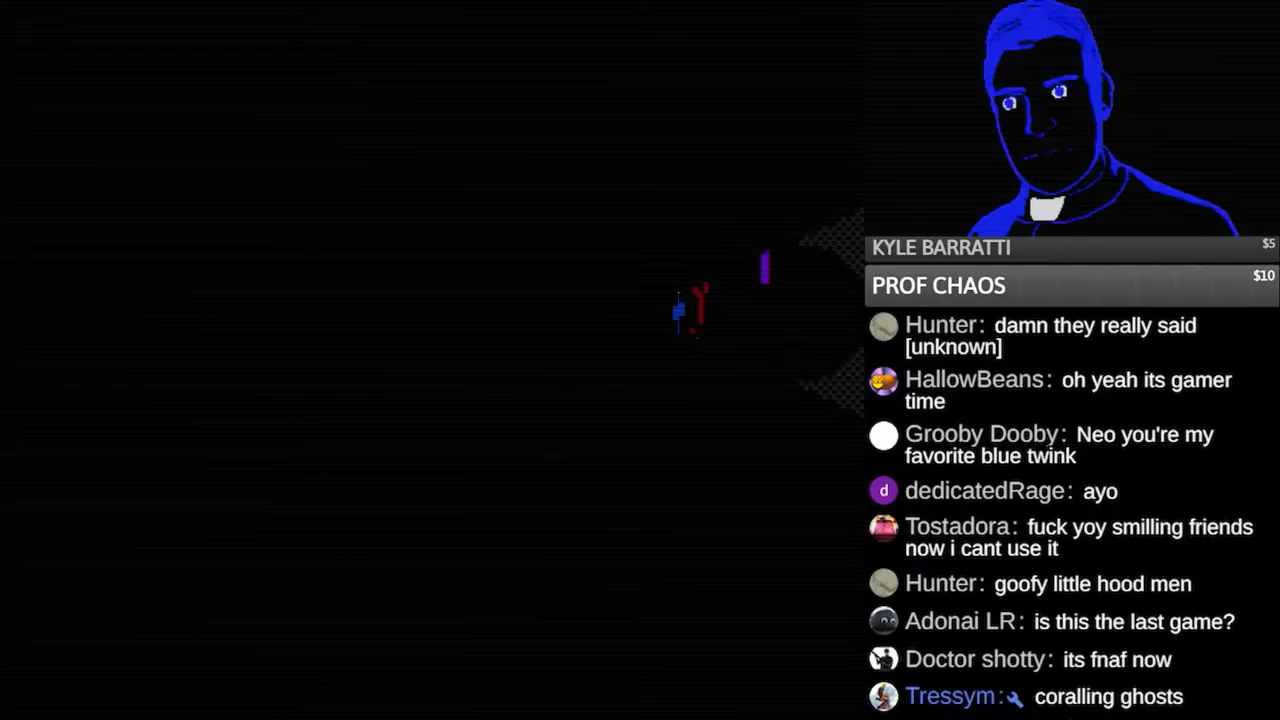 KYLE BARRATTI $5
PROF CHAOS $10
Hunter: damn they really said
[unknown]
HallowBeans: oh yeah its gamer
time
Grooby Dooby: Neo you're my
favorite blue twink
d dedicatedRage: ayo
Tostadora: fuck yoy smilling friends
now i cant use it
Hunter: goofy little hood men
Adonai LR: is this the last game?
Doctor shotty: its fnaf now
Tressym: coralling ghosts